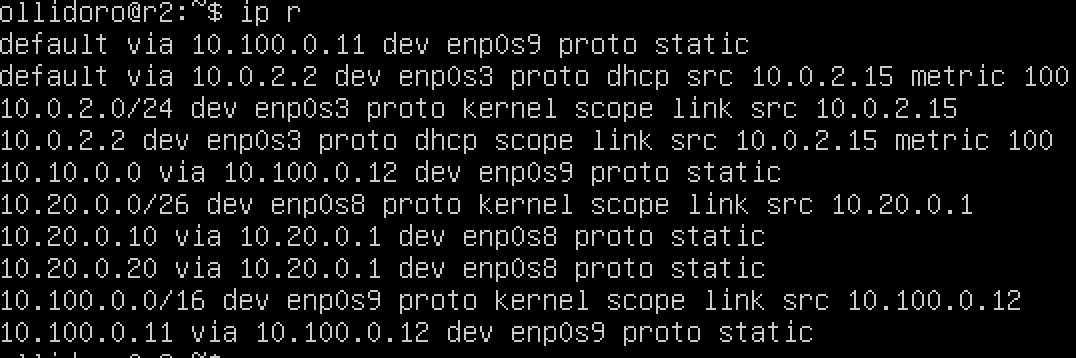 ollidoro@r2:~$ ip r
default via 10.100.0.11 dev enp0s9 proto static
default via 10.0.2.2 dev enp0s3 proto dhcp src 10.0.2.15 metric 100
10.0.2.0/24 dev enp0s3 proto kernel scope link src 10.0.2.15
10.0.2.2 dev enp0s3 proto dhcp scope link src 10.0.2.15 metric 100
10.10.0.0 via 10.100.0.12 dev enp0s9 proto static
10.20.0.0/26 dev enp0s8 proto kernel scope link src 10.20.0.1
10.20.0.10 via 10.20.0.1 dev enp0s8 proto static
10.20.0.20 via 10.20.0.1 dev enp0s8 proto static
10.100.0.0/16 dev enp0s9 proto kernel scope link src 10.100.0.12
10.100.0.11 via 10.100.0.12 dev enp0s9 proto static